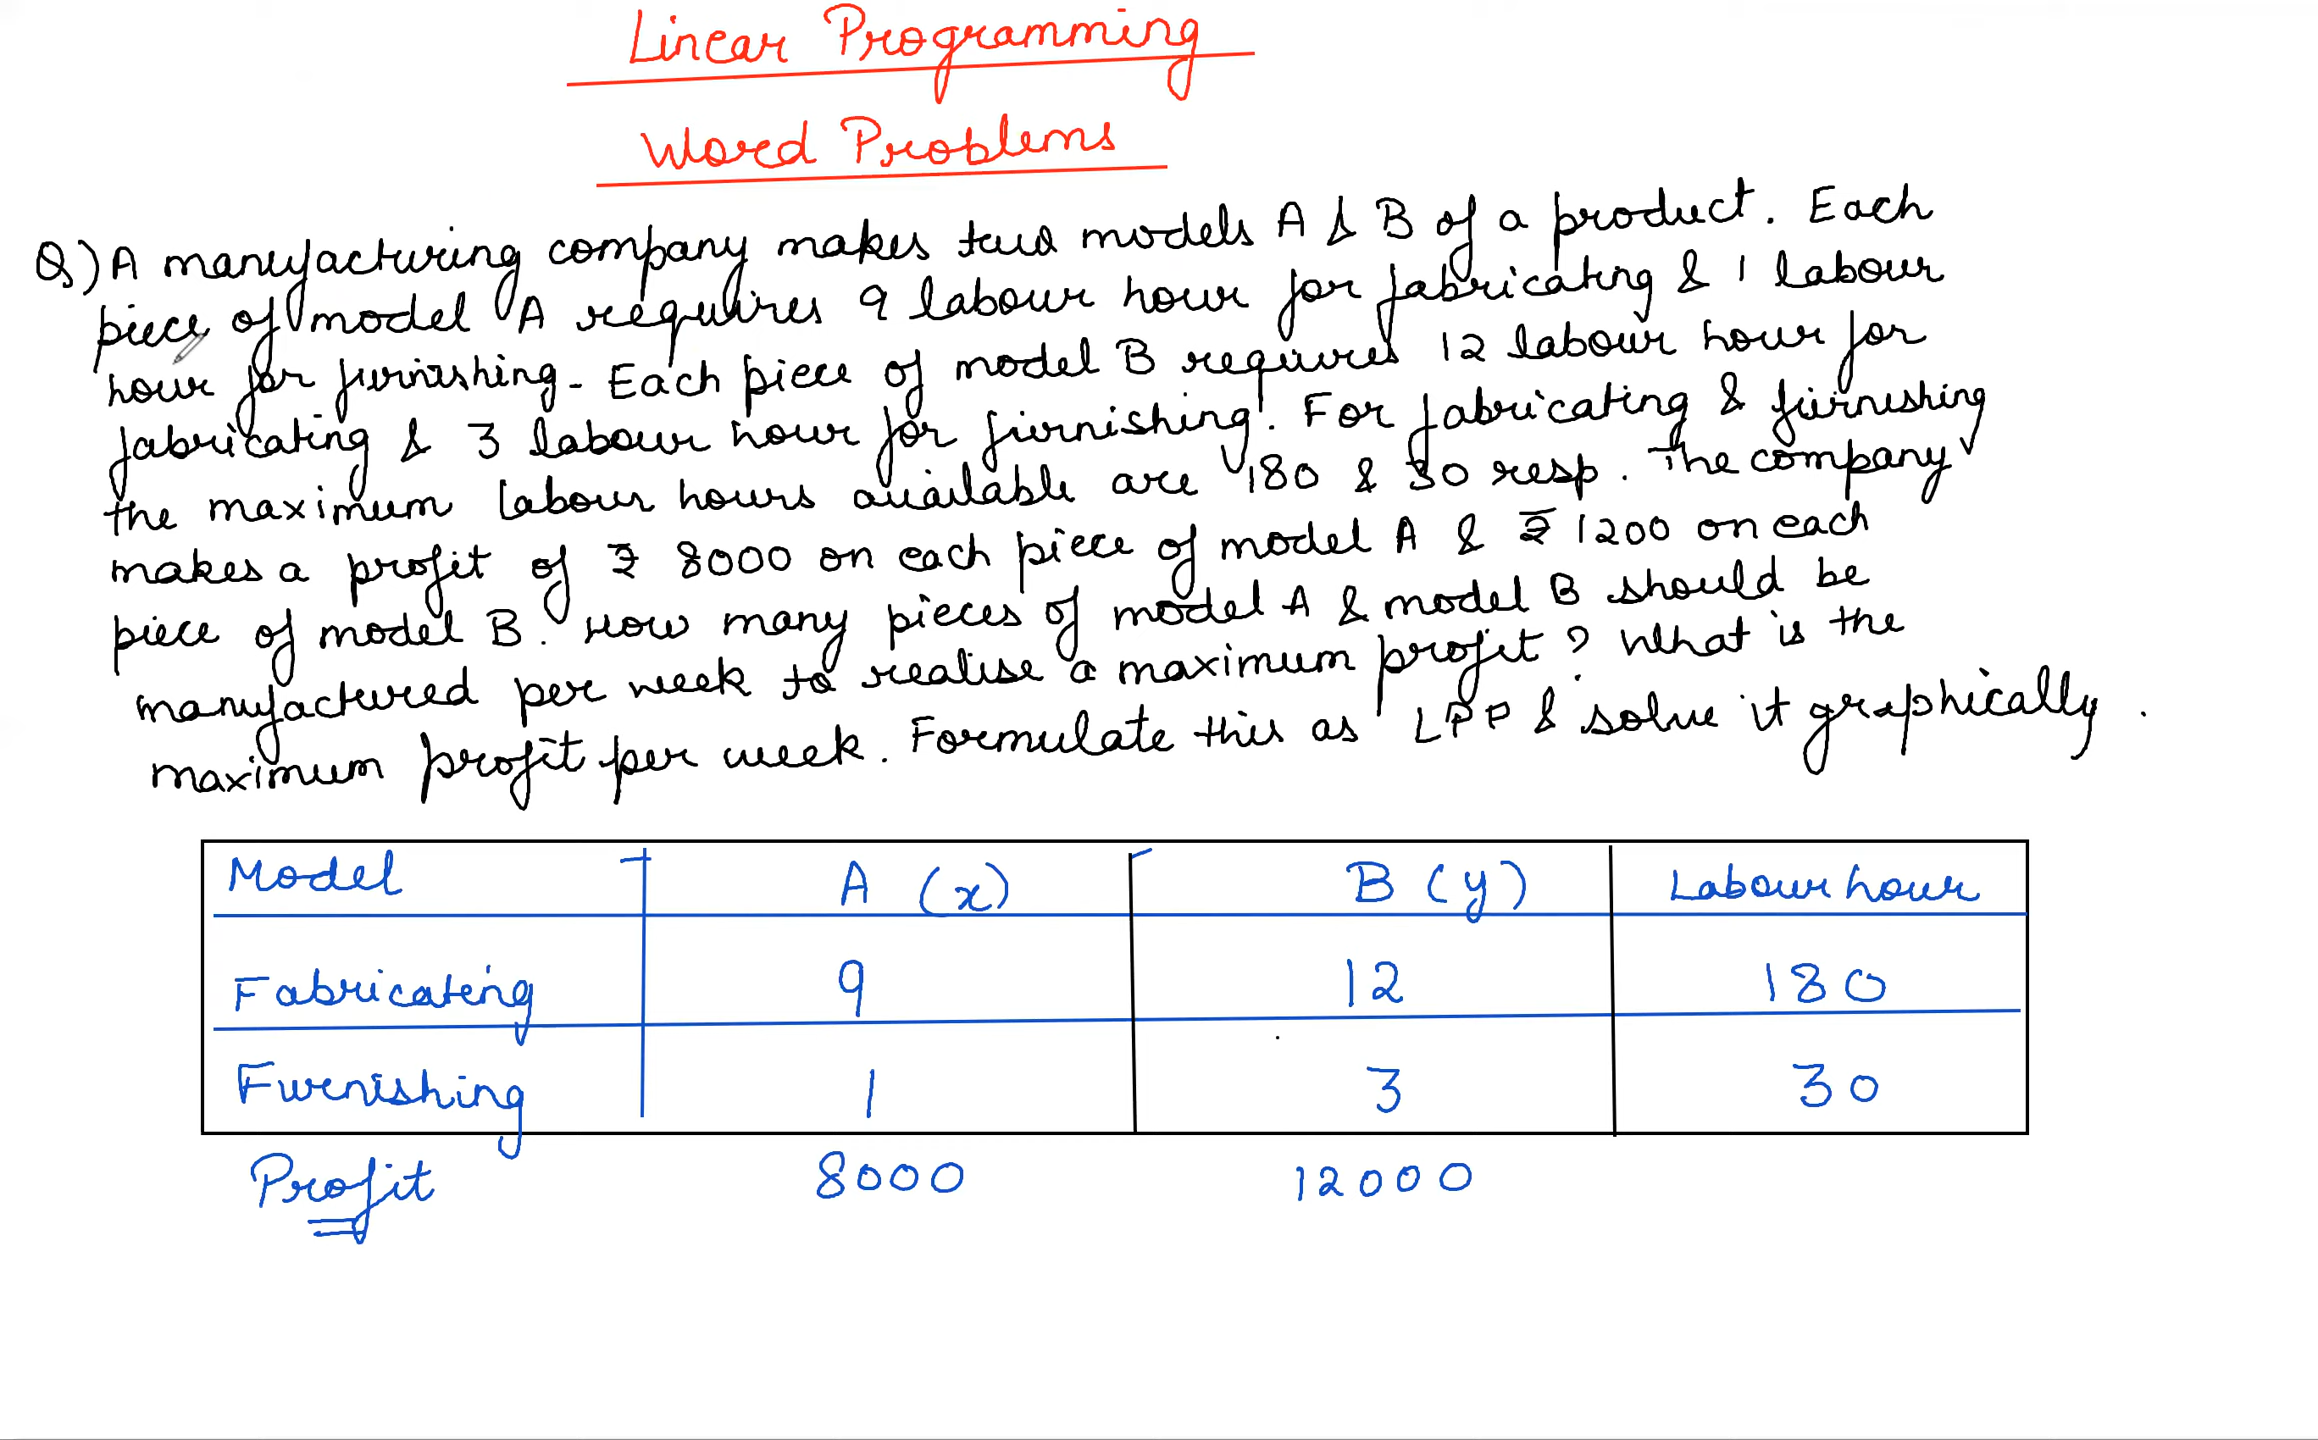 Linear Programming
Word Problems
Q) A manufacturing company makes two models A & B of a product. Each
piece of model A requires 9 labour hour for fabricating & 1 labour
hour for furnishing. Each piece of model B requires 12 labour hour for
fabricating & 3 labour hour for furnishing. For fabricating & furnishing
the maximum labour hours available are 180 & 30 resp. The company
makes a profit of ₹ 8000 on each piece of model A & ₹ 1200 on each
piece of model B. How many pieces of model A & model B should be
manufactured per week to realise a maximum profit? What is the
maximum profit per week. Formulate this as LPP & solve it graphically.
Model A (x) B (y) Labour hour
Fabricating 9 12 180
Furnishing 1 3 30
Profit 8000 12000